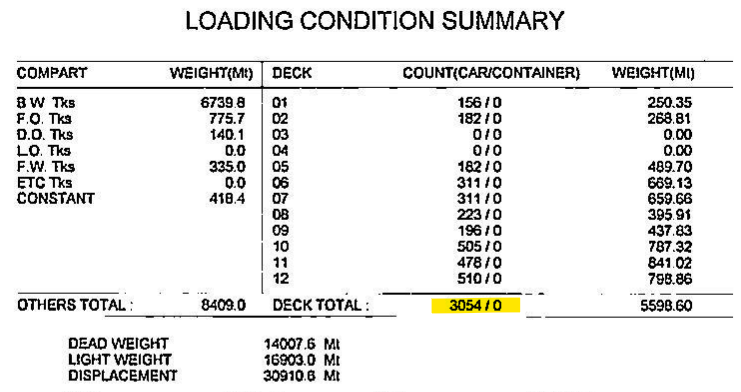 LOADING CONDITION SUMMARY
COMPART WEIGHT(Mt) DECK COUNT(CAR/CONTAINER) WEIGHT(Mt)
B.W. Tks 6739.8 01 156 / 0 250.35
F.O. Tks 775.7 02 182 / 0 268.81
D.O. Tks 140.1 03 0 / 0 0.00
L.O. Tks 0.0 04 0 / 0 0.00
F.W. Tks 335.0 05 182 / 0 489.70
ETC Tks 0.0 06 311 / 0 669.13
CONSTANT 418.4 07 311 / 0 659.66
08 223 / 0 395.91
09 196 / 0 437.83
10 505 / 0 787.32
11 478 / 0 841.02
12 510 / 0 798.86
OTHERS TOTAL : 8409.0 DECK TOTAL : 3054 / 0 5598.60
DEAD WEIGHT 14007.6 Mt
LIGHT WEIGHT 16903.0 Mt
DISPLACEMENT 30910.6 Mt